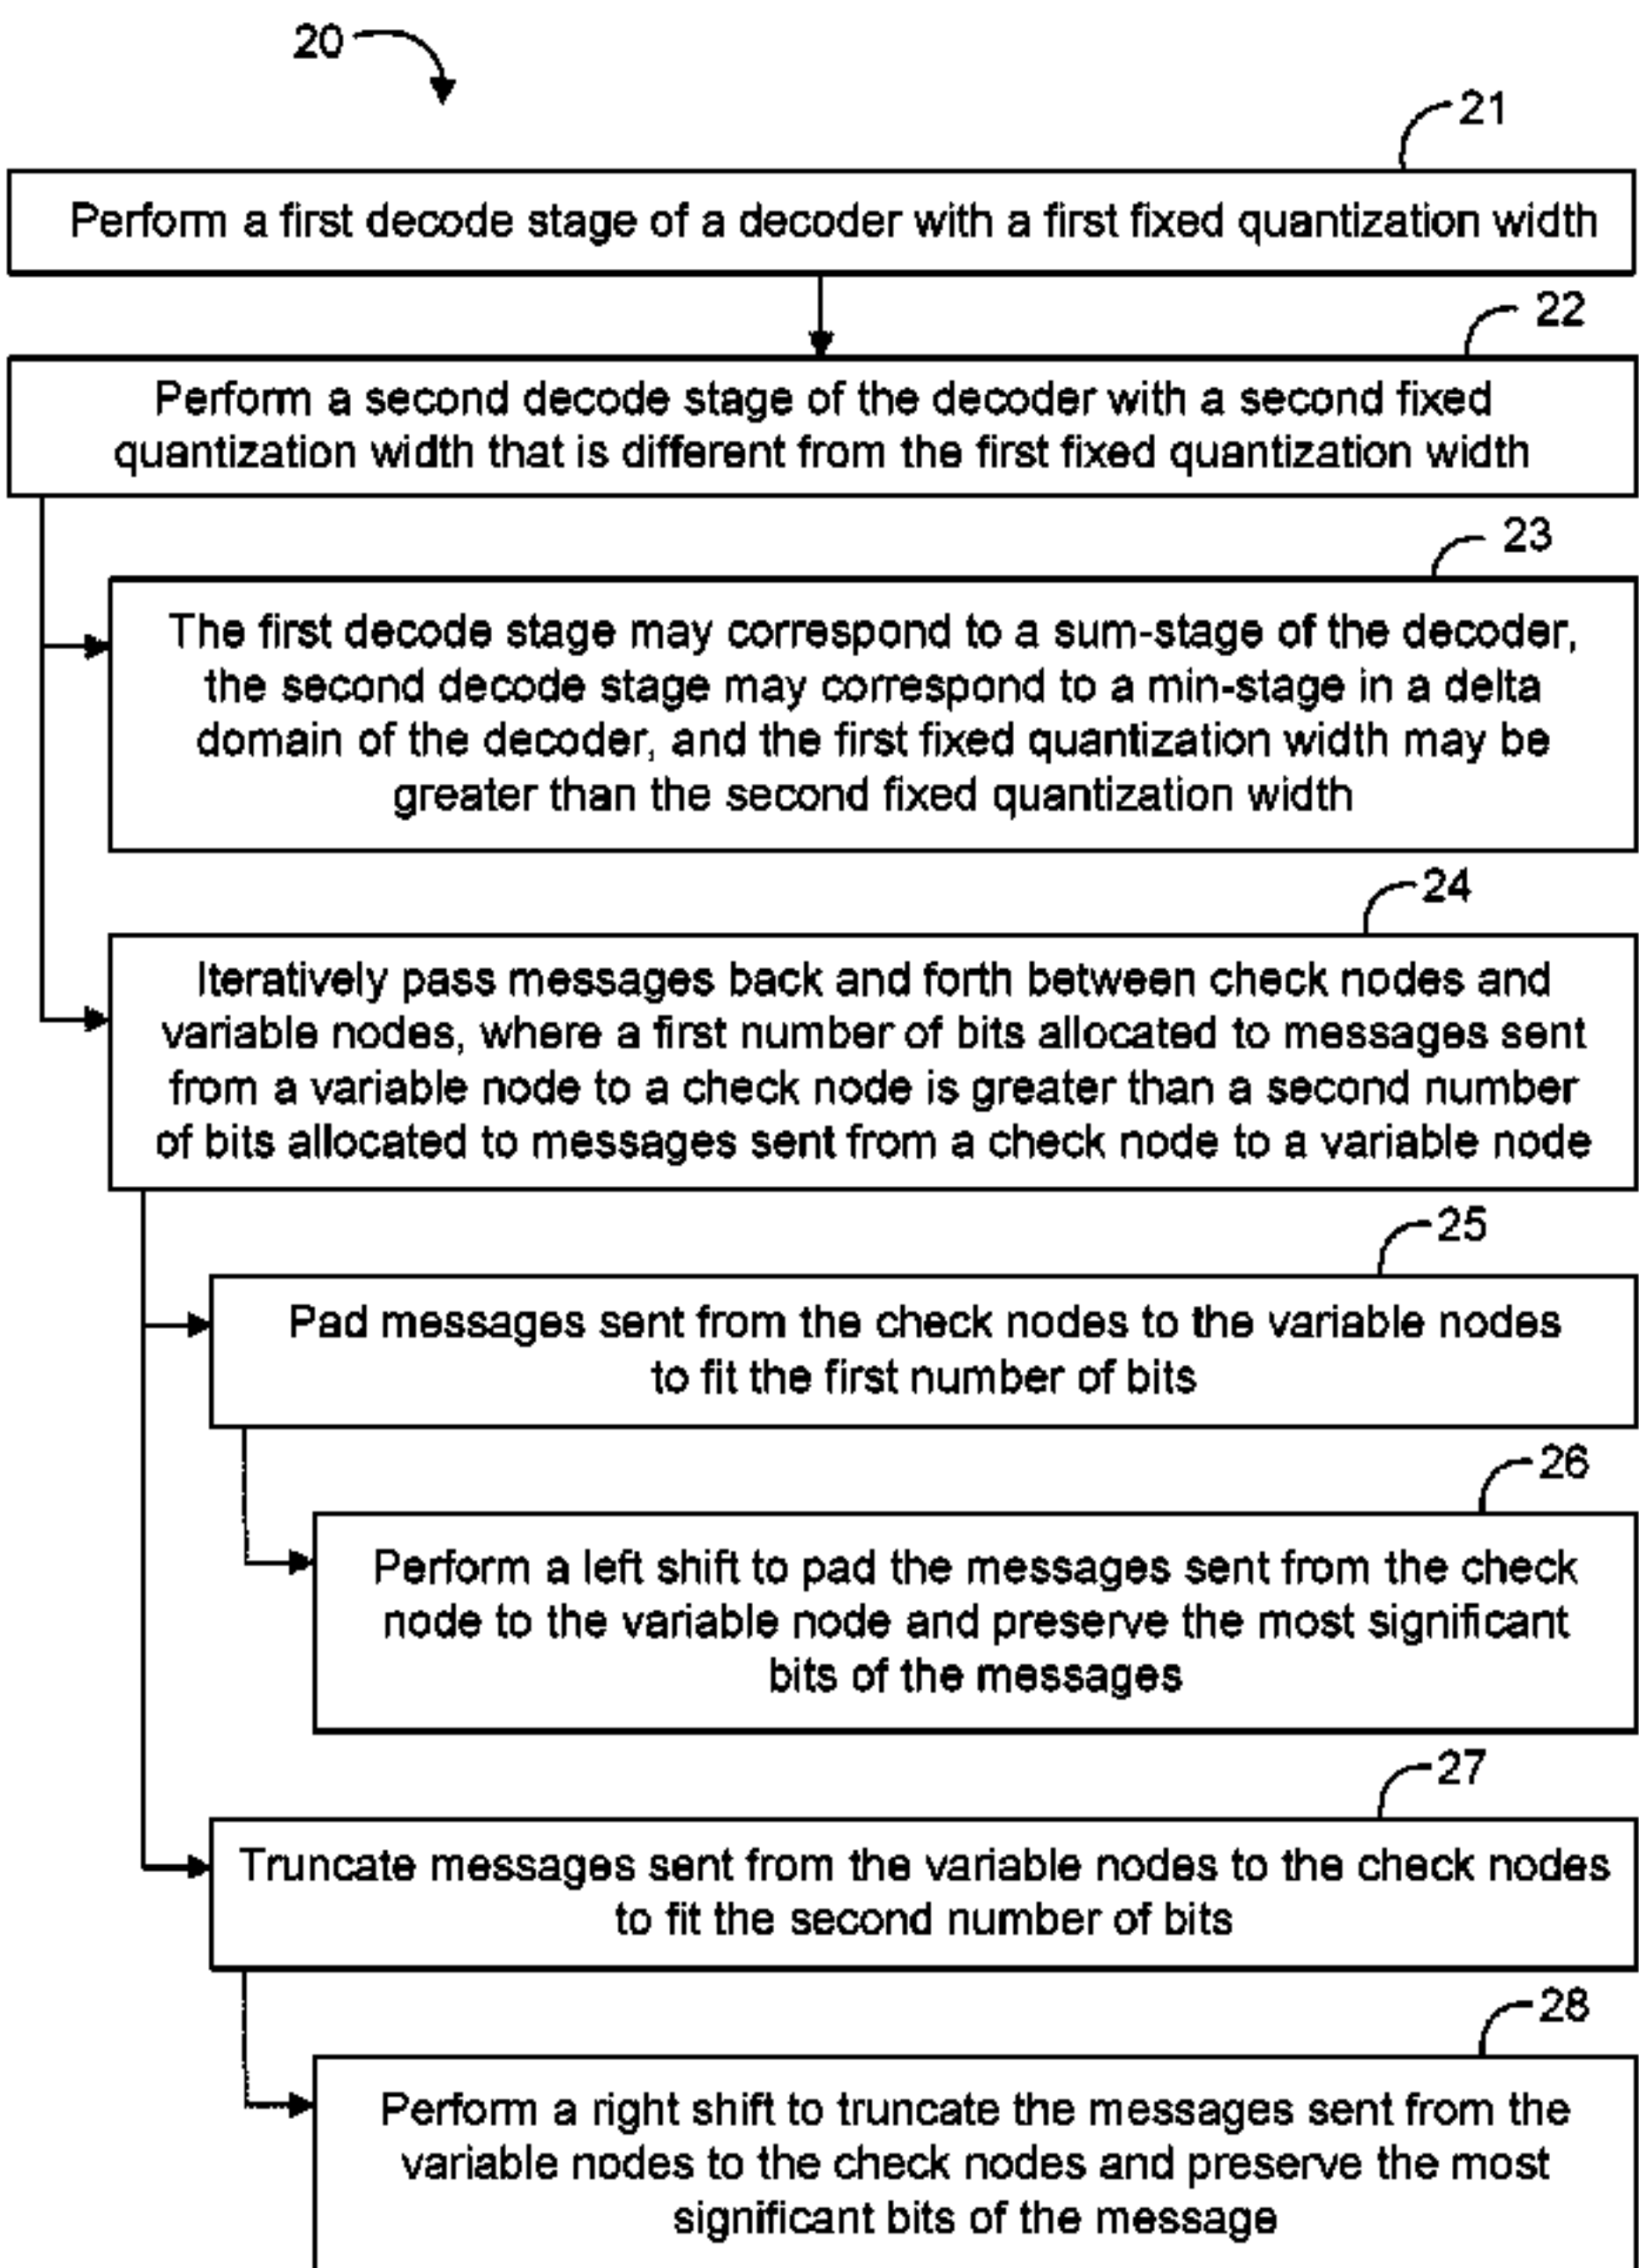 20
21
Perform a first decode stage of a decoder with a first fixed quantization width
22
Perform a second decode stage of the decoder with a second fixed
quantization width that is different from the first fixed quantization width
23
The first decode stage may correspond to a sum-stage of the decoder,
the second decode stage may correspond to a min-stage in a delta
domain of the decoder, and the first fixed quantization width may be
greater than the second fixed quantization width
24
Iteratively pass messages back and forth between check nodes and
variable nodes, where a first number of bits allocated to messages sent
from a variable node to a check node is greater than a second number
of bits allocated to messages sent from a check node to a variable node
25
Pad messages sent from the check nodes to the variable nodes
to fit the first number of bits
26
Perform a left shift to pad the messages sent from the check
node to the variable node and preserve the most significant
bits of the messages
27
Truncate messages sent from the variable nodes to the check nodes
to fit the second number of bits
28
Perform a right shift to truncate the messages sent from the
variable nodes to the check nodes and preserve the most
significant bits of the message